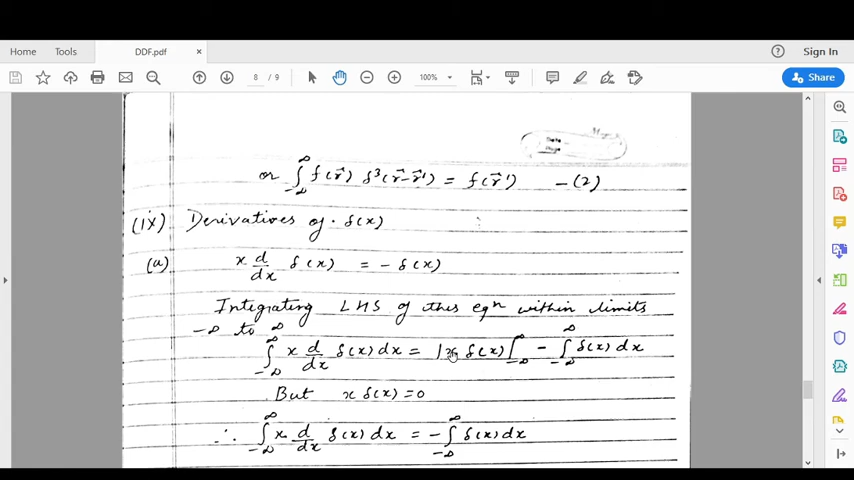 Home Tools DDF.pdf × Sign In
8 / 9 100% Share
or ∫_{-∞}^{∞} f(r⃗) δ³(r⃗-r⃗') = f(r⃗') -(2)
(ix) Derivatives of δ(x)
(a) x d/dx δ(x) = - δ(x)
Integrating LHS of this eqn within limits
-∞ to ∞
∫_{-∞}^{∞} x d/dx δ(x) dx = |x δ(x)|_{-∞}^{∞} - ∫_{-∞}^{∞} δ(x) dx
But x δ(x) = 0
∴ ∫_{-∞}^{∞} x d/dx δ(x) dx = - ∫_{-∞}^{∞} δ(x) dx